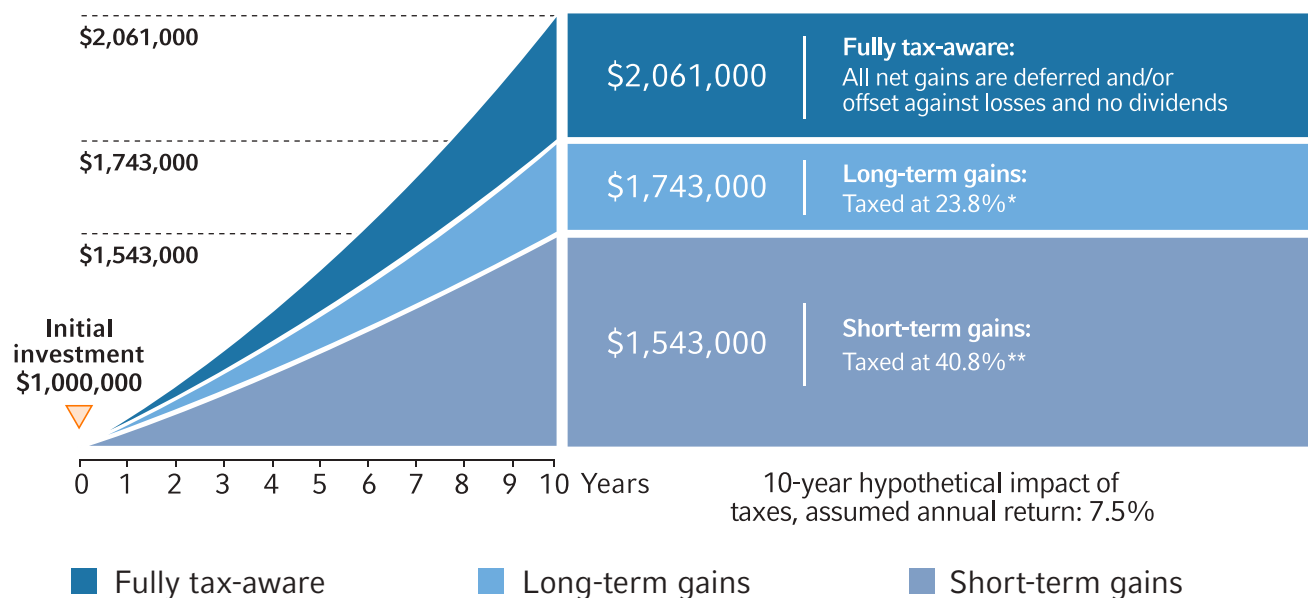 $2,061,000
$1,743,000
$1,543,000
Initial
investment
$1,000,000
0 1 2 3 4 5 6 7 8 9 10 Years
$2,061,000
Fully tax-aware:
All net gains are deferred and/or
offset against losses and no dividends
$1,743,000
Long-term gains:
Taxed at 23.8%*
$1,543,000
Short-term gains:
Taxed at 40.8%**
10-year hypothetical impact of
taxes, assumed annual return: 7.5%
Fully tax-aware
Long-term gains
Short-term gains